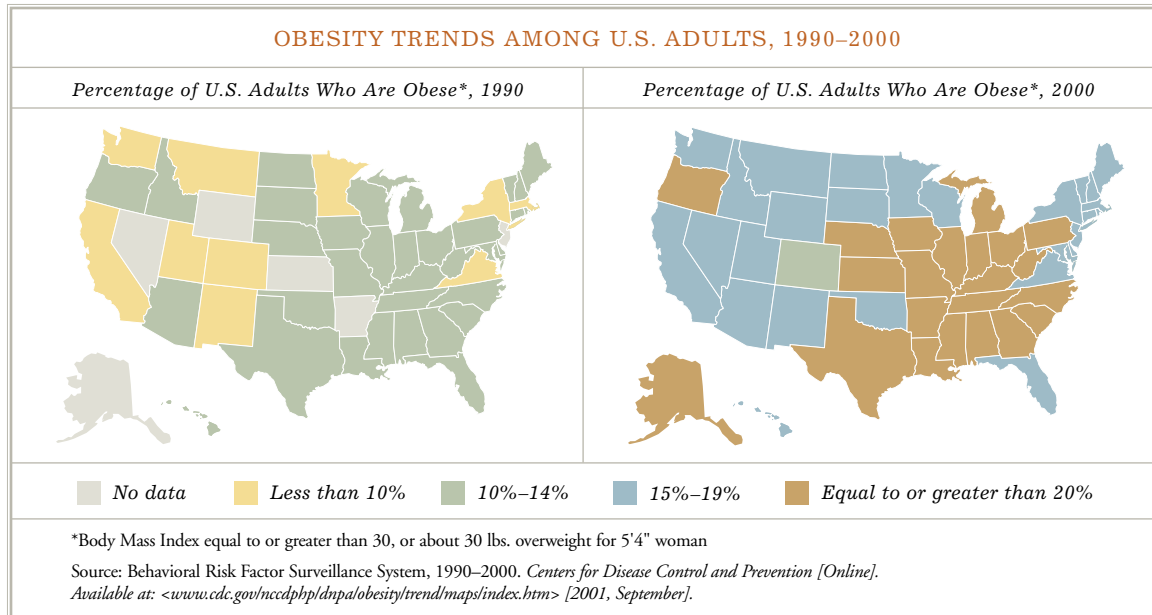 OBESITY TRENDS AMONG U.S. ADULTS, 1990–2000
Percentage of U.S. Adults Who Are Obese*, 1990
Percentage of U.S. Adults Who Are Obese*, 2000
No data
Less than 10%
10%–14%
15%–19%
Equal to or greater than 20%
*Body Mass Index equal to or greater than 30, or about 30 lbs. overweight for 5'4" woman
Source: Behavioral Risk Factor Surveillance System, 1990–2000. Centers for Disease Control and Prevention [Online].
Available at: <www.cdc.gov/nccdphp/dnpa/obesity/trend/maps/index.htm> [2001, September].